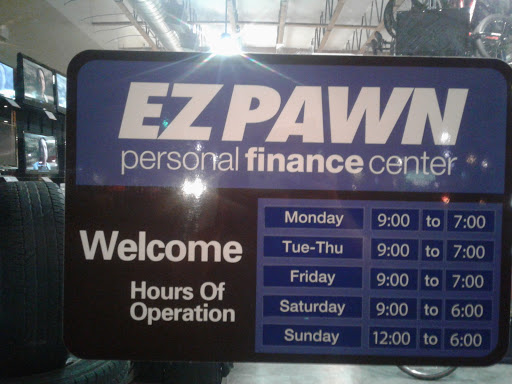 EZ PAWN
personal finance center
Welcome
Hours Of
Operation
Monday 9:00 to 7:00
Tue-Thu 9:00 to 7:00
Friday 9:00 to 7:00
Saturday 9:00 to 6:00
Sunday 12:00 to 6:00